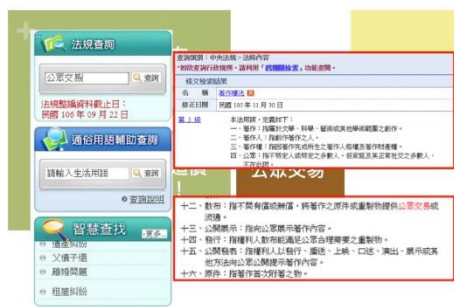 法規查詢
公眾交易
查詢
法規整編資料截止日：
民國 106 年 09 月 22 日
通俗用語輔助查詢
請輸入生活用語
查詢
查詢說明
智慧查找
更多..
遺產糾紛
父債子還
離婚問題
租屋糾紛
查詢類別：中央法規 > 法條內容
*如欲查詢行政規則，請利用「跨機關檢索」功能查閱。
條文檢索結果
名 稱 著作權法
修正日期 民國 105 年 11 月 30 日
第 3 條 本法用詞，定義如下：
一、著作：指屬於文學、科學、藝術或其他學術範圍之創作。
二、著作人：指創作著作之人。
三、著作權：指因著作完成所生之著作人格權及著作財產權。
四、公眾：指不特定人或特定之多數人。但家庭及其正常社交之多數人，
不在此限。
公眾交易
十二、散布：指不問有償或無償，將著作之原件或重製物提供公眾交易或
流通。
十三、公開展示：指向公眾展示著作內容。
十四、發行：指權利人散布能滿足公眾合理需要之重製物。
十五、公開發表：指權利人以發行、播送、上映、口述、演出、展示或其
他方法向公眾公開提示著作內容。
十六、原件：指著作首次附著之物。